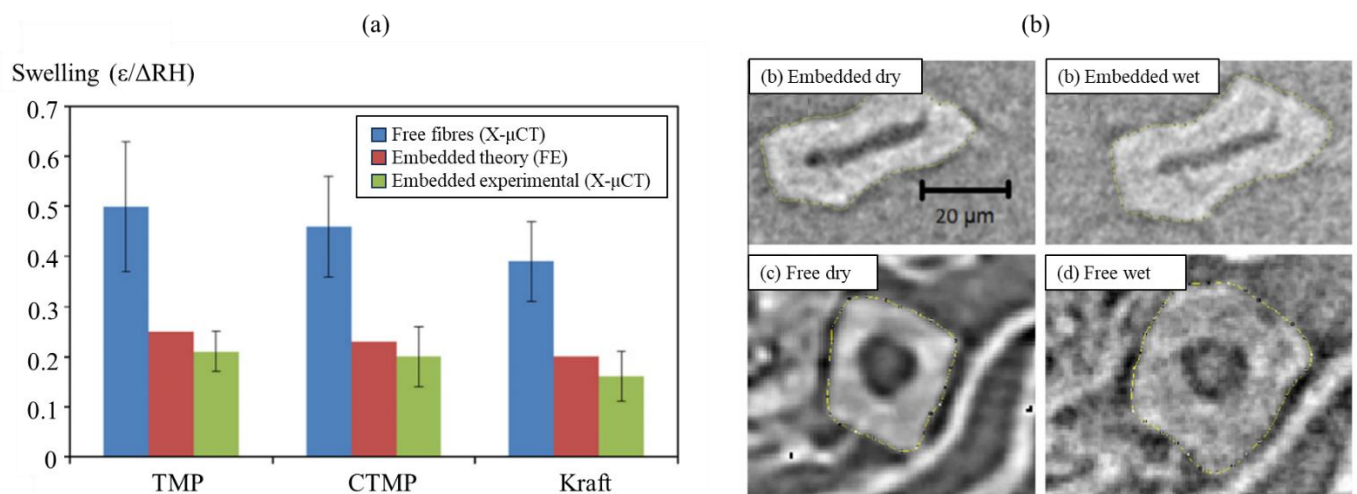 (a)
Swelling (ε/ΔRH)
0.7
0.6
0.5
0.4
0.3
0.2
0.1
0
Free fibres (X-μCT)
Embedded theory (FE)
Embedded experimental (X-μCT)
TMP
CTMP
Kraft
(b)
(b) Embedded dry
(b) Embedded wet
20 μm
(c) Free dry
(d) Free wet